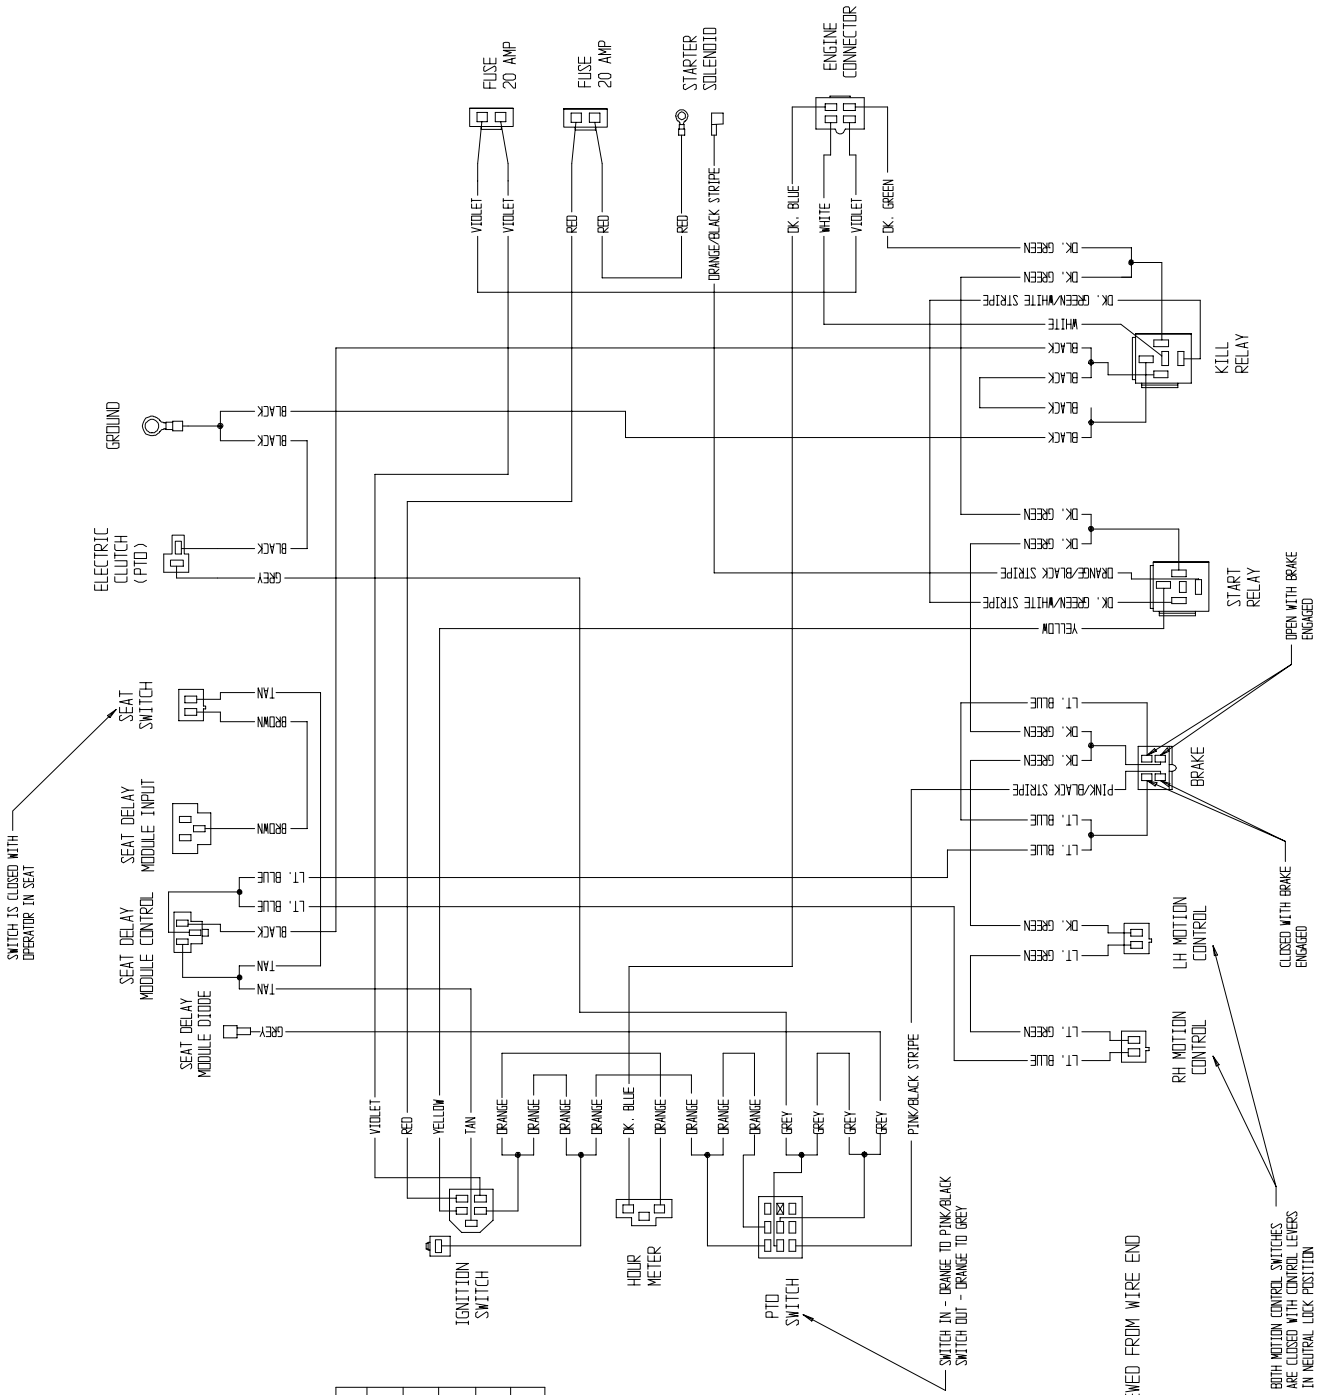 FUSE
20 AMP
FUSE
20 AMP
STARTER
SOLENOID
ENGINE
CONNECTOR
VIOLET
VIOLET
RED
RED
RED
ORANGE/BLACK STRIPE
DK. BLUE
WHITE
VIOLET
DK. GREEN
DK. GREEN
DK. GREEN
DK. GREEN/WHITE STRIPE
WHITE
BLACK
BLACK
BLACK
BLACK
KILL
RELAY
GROUND
BLACK
BLACK
ELECTRIC
CLUTCH
(PTO)
BLACK
GREY
DK. GREEN
DK. GREEN
ORANGE/BLACK STRIPE
DK. GREEN/WHITE STRIPE
YELLOW
START
RELAY
OPEN WITH BRAKE
ENGAGED
SEAT
SWITCH
TAN
BROWN
LT. BLUE
DK. GREEN
DK. GREEN
PINK/BLACK STRIPE
LT. BLUE
LT. BLUE
BRAKE
SEAT DELAY
MODULE INPUT
BROWN
SWITCH IS CLOSED WITH
OPERATOR IN SEAT
SEAT DELAY
MODULE CONTROL
LT. BLUE
LT. BLUE
BLACK
TAN
TAN
DK. GREEN
LT. GREEN
LH MOTION
CONTROL
CLOSED WITH BRAKE
ENGAGED
SEAT DELAY
MODULE DIODE
GREY
LT. GREEN
LT. BLUE
RH MOTION
CONTROL
VIOLET
RED
YELLOW
TAN
ORANGE
ORANGE
ORANGE
ORANGE
DK. BLUE
ORANGE
ORANGE
ORANGE
GREY
GREY
GREY
GREY
PINK/BLACK STRIPE
IGNITION
SWITCH
HOUR
METER
PTO
SWITCH
SWITCH IN - ORANGE TO PINK/BLACK
SWITCH OUT - ORANGE TO GREY
EWED FROM WIRE END
BOTH MOTION CONTROL SWITCHES
ARE CLOSED WITH CONTROL LEVERS
IN NEUTRAL LOCK POSITION